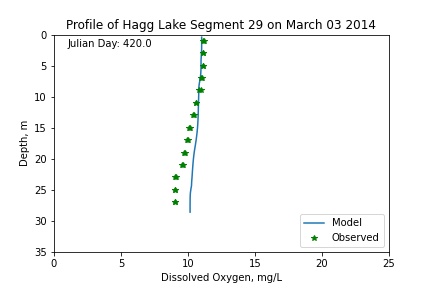 Profile of Hagg Lake Segment 29 on March 03 2014
Julian Day: 420.0
0
5
10
15
20
25
30
35
Depth, m
0
5
10
15
20
25
Dissolved Oxygen, mg/L
Model
Observed